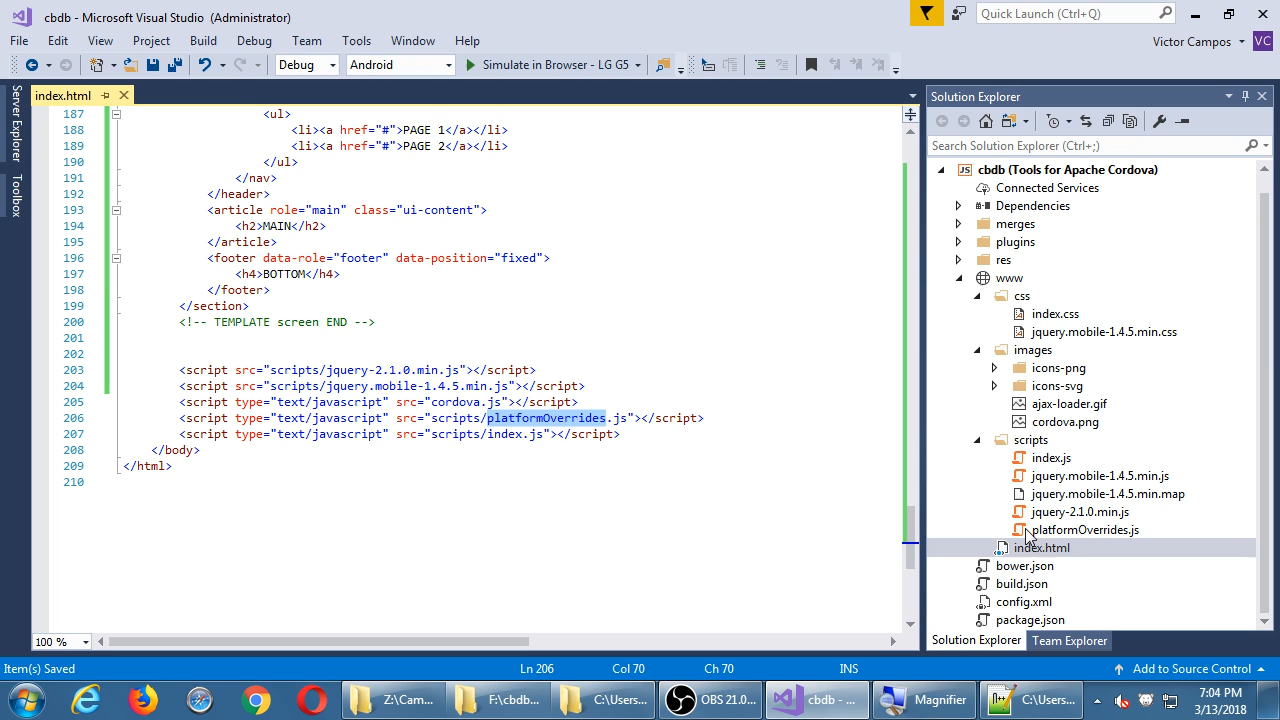 cbdb - Microsoft Visual Studio (Administrator)
Quick Launch (Ctrl+Q)
File Edit View Project Build Debug Team Tools Window Help
Victor Campos VC
Debug Android Simulate in Browser - LG G5
Server Explorer
Toolbox
index.html
187 <ul>
188 <li><a href="#">PAGE 1</a></li>
189 <li><a href="#">PAGE 2</a></li>
190 </ul>
191 </nav>
192 </header>
193 <article role="main" class="ui-content">
194 <h2>MAIN</h2>
195 </article>
196 <footer data-role="footer" data-position="fixed">
197 <h4>BOTTOM</h4>
198 </footer>
199 </section>
200 <!-- TEMPLATE screen END -->
201
202
203 <script src="scripts/jquery-2.1.0.min.js"></script>
204 <script src="scripts/jquery.mobile-1.4.5.min.js"></script>
205 <script type="text/javascript" src="cordova.js"></script>
206 <script type="text/javascript" src="scripts/platformOverrides.js"></script>
207 <script type="text/javascript" src="scripts/index.js"></script>
208 </body>
209 </html>
210
100 %
Solution Explorer
Search Solution Explorer (Ctrl+;)
JS cbdb (Tools for Apache Cordova)
Connected Services
Dependencies
merges
plugins
res
www
css
index.css
jquery.mobile-1.4.5.min.css
images
icons-png
icons-svg
ajax-loader.gif
cordova.png
scripts
index.js
jquery.mobile-1.4.5.min.js
jquery.mobile-1.4.5.min.map
jquery-2.1.0.min.js
platformOverrides.js
index.html
bower.json
build.json
config.xml
package.json
Solution Explorer Team Explorer
Item(s) Saved Ln 206 Col 70 Ch 70 INS Add to Source Control
Z:\Cam... F:\cbdb... C:\Users... OBS 21.0... cbdb - ... Magnifier C:\Users...
7:04 PM
3/13/2018